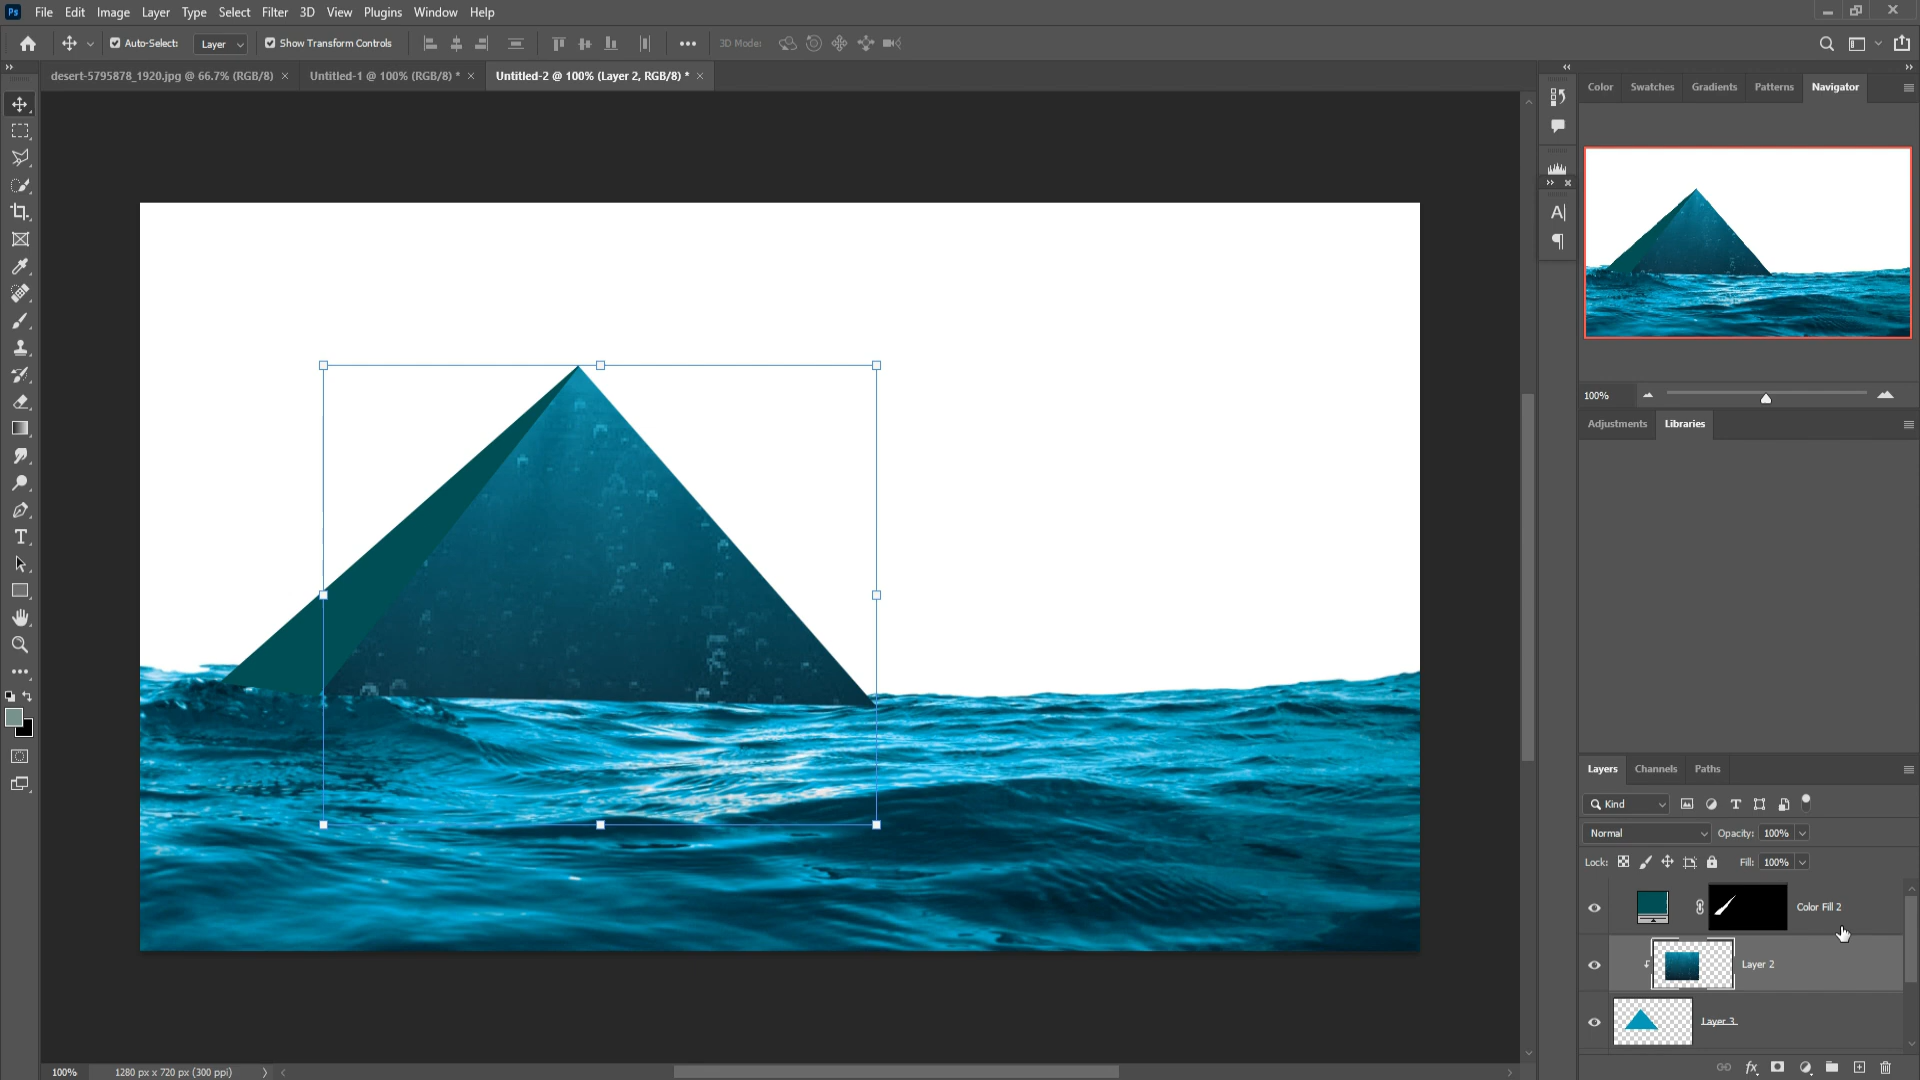 Ps File Edit Image Layer Type Select Filter 3D View Plugins Window Help
Auto-Select: Layer Show Transform Controls 3D Mode:
desert-5795878_1920.jpg @ 66.7% (RGB/8) Untitled-1 @ 100% (RGB/8) * Untitled-2 @ 100% (Layer 2, RGB/8) *
Color Swatches Gradients Patterns Navigator
100%
Adjustments Libraries
Layers Channels Paths
Kind
Normal Opacity: 100%
Lock: Fill: 100%
Color Fill 2
Layer 2
Layer 3
100% 1280 px x 720 px (300 ppi)